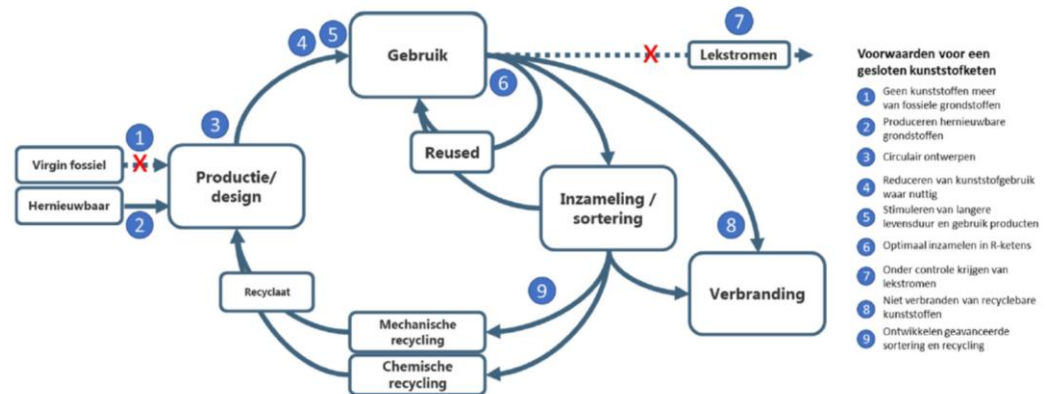 4
5
Gebruik
7
Lekstromen
6
3
Reused
1
Virgin fossiel
Productie/
design
Hernieuwbaar
2
Inzameling /
sortering
8
Verbranding
Recyclaat
9
Mechanische
recycling
Chemische
recycling
Voorwaarden voor een
gesloten kunststofketen
1 Geen kunststoffen meer
van fossiele grondstoffen
2 Produceren hernieuwbare
grondstoffen
3 Circulair ontwerpen
4 Reduceren van kunstofgebruik
waar nuttig
5 Stimuleren van langere
levensduur en gebruik producten
6 Optimaal inzamelen in R-ketens
7 Onder controle krijgen van
lekstromen
8 Niet verbranden van recyclebare
kunststoffen
9 Ontwikkelen geavanceerde
sortering en recycling